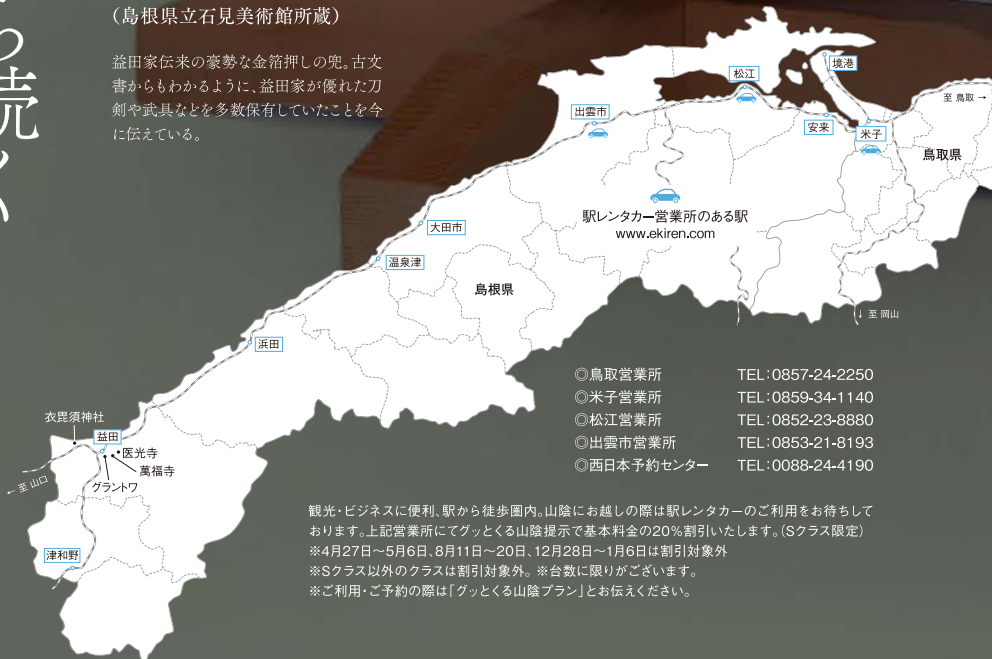 (島根県立石見美術館所蔵)
益田家伝来の豪勢な金箔押しの兜。古文
書からもわかるように、益田家が優れた刀
剣や武具などを多数保有していたことを今
に伝えている。
境港
松江
至 鳥取 →
出雲市
安来
米子
鳥取県
駅レンタカー営業所のある駅
www.ekiren.com
大田市
温泉津
島根県
↓ 至 岡山
浜田
◎鳥取営業所 TEL:0857-24-2250
◎米子営業所 TEL:0859-34-1140
◎松江営業所 TEL:0852-23-8880
◎出雲市営業所 TEL:0853-21-8193
◎西日本予約センター TEL:0088-24-4190
衣毘須神社
益田
医光寺
萬福寺
グラントワ
← 至 山口
津和野
観光・ビジネスに便利、駅から徒歩圏内。山陰にお越しの際は駅レンタカーのご利用をお待ちして
おります。上記営業所にてグッとくる山陰提示で基本料金の20%割引いたします。(Sクラス限定)
※4月27日〜5月6日、8月11日〜20日、12月28日〜1月6日は割引対象外
※Sクラス以外のクラスは割引対象外。※台数に限りがございます。
※ご利用・ご予約の際は「グッとくる山陰プラン」とお伝えください。